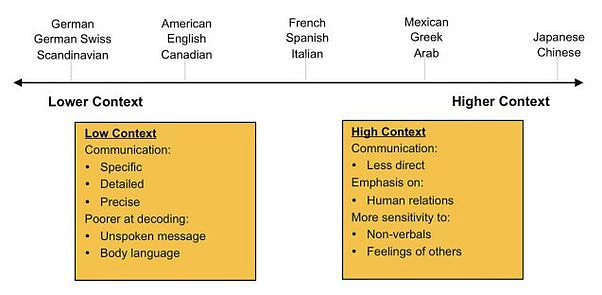 German
German Swiss
Scandinavian
American
English
Canadian
French
Spanish
Italian
Mexican
Greek
Arab
Japanese
Chinese
Lower Context
Higher Context
Low Context
Communication:
• Specific
• Detailed
• Precise
Poorer at decoding:
• Unspoken message
• Body language
High Context
Communication:
• Less direct
Emphasis on:
• Human relations
More sensitivity to:
• Non-verbals
• Feelings of others